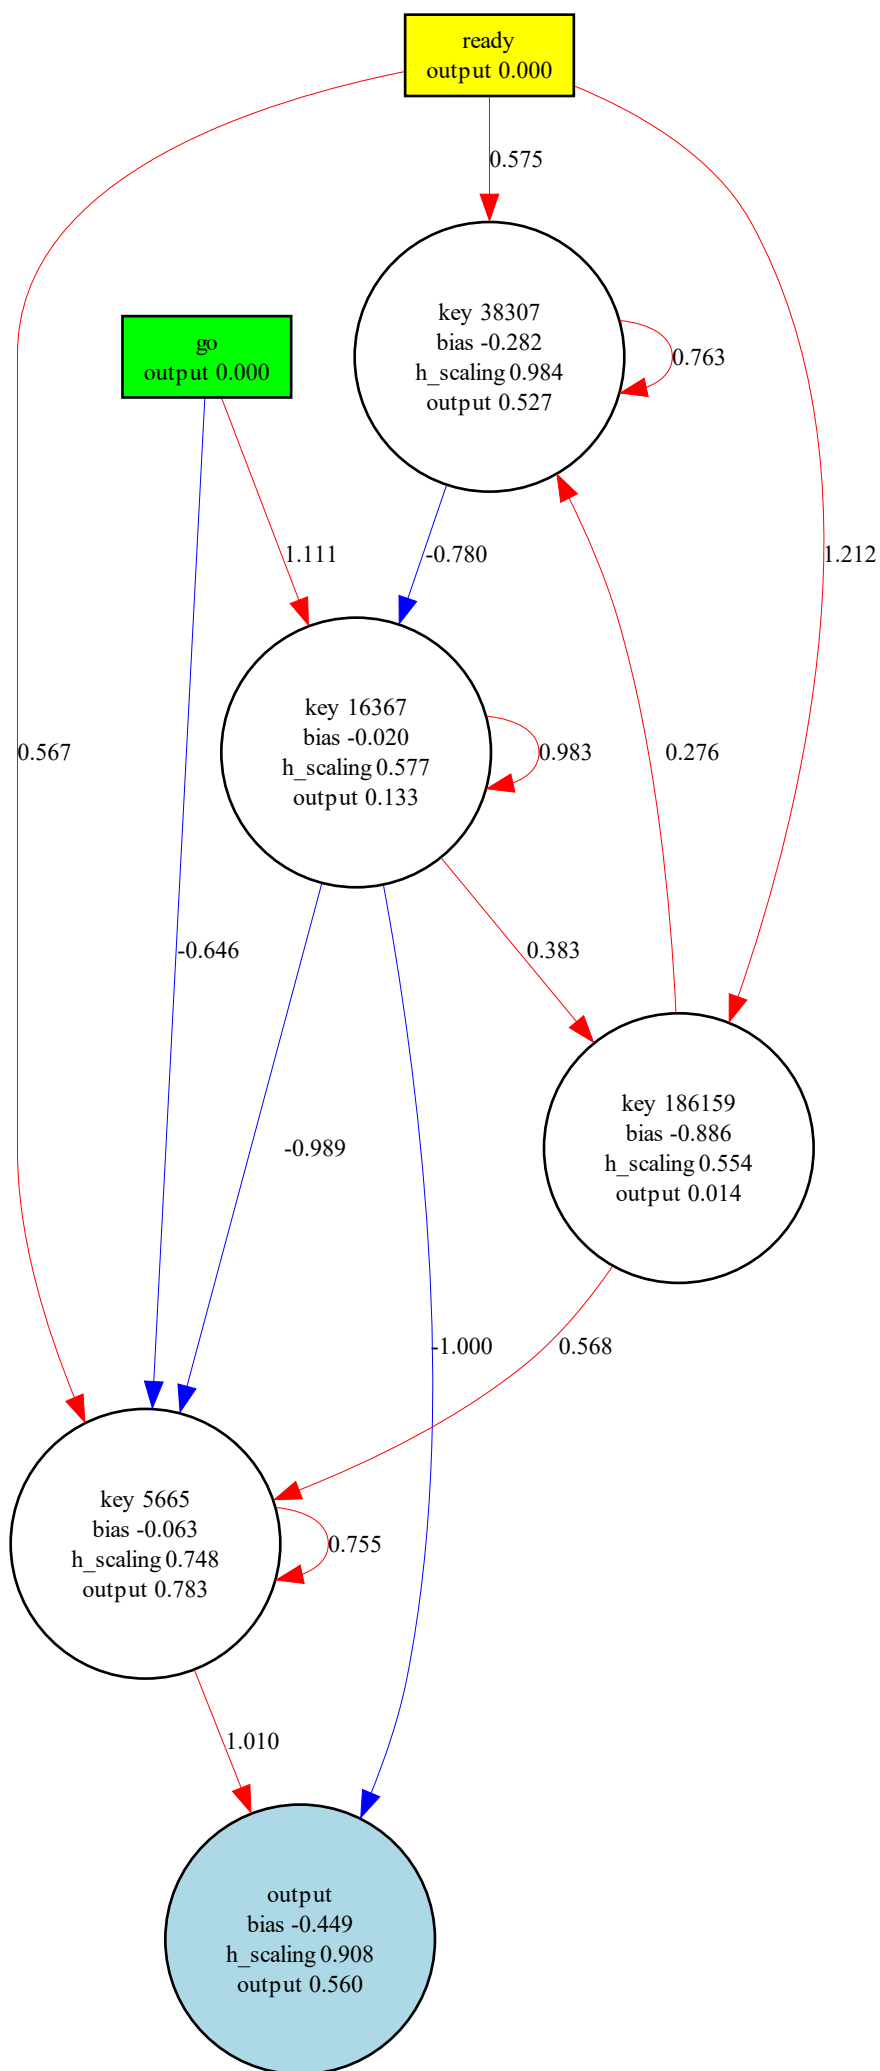 ready
output 0.000
0.575
key 38307
bias -0.282
h_scaling 0.984
output 0.527
0.763
go
output 0.000
1.111
-0.780
1.212
key 16367
bias -0.020
h_scaling 0.577
output 0.133
0.983
0.567
0.276
-0.646
0.383
key 186159
bias -0.886
h_scaling 0.554
output 0.014
-0.989
-1.000
0.568
key 5665
bias -0.063
h_scaling 0.748
output 0.783
0.755
1.010
output
bias -0.449
h_scaling 0.908
output 0.560